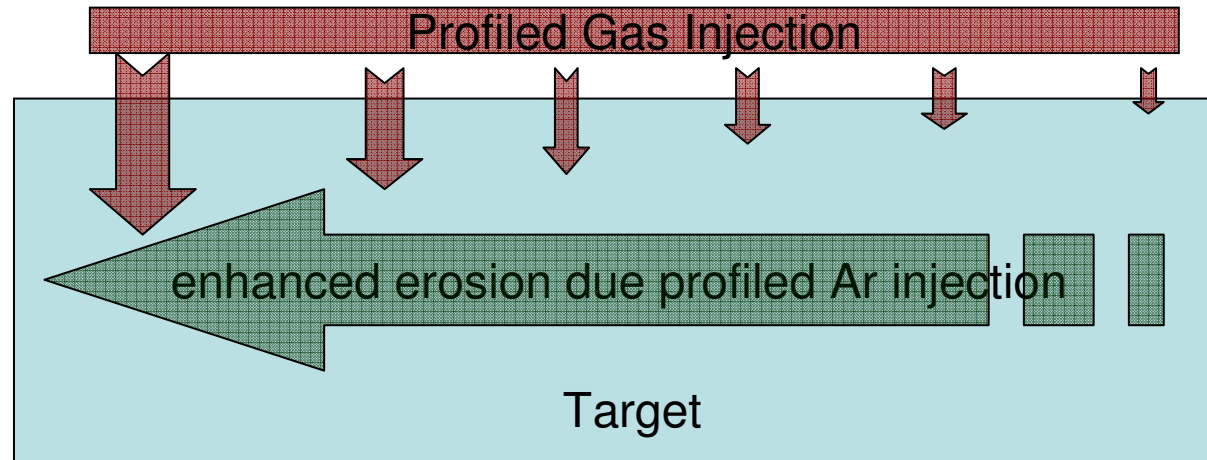 Profiled Gas Injection
enhanced erosion due profiled Ar injection
Target